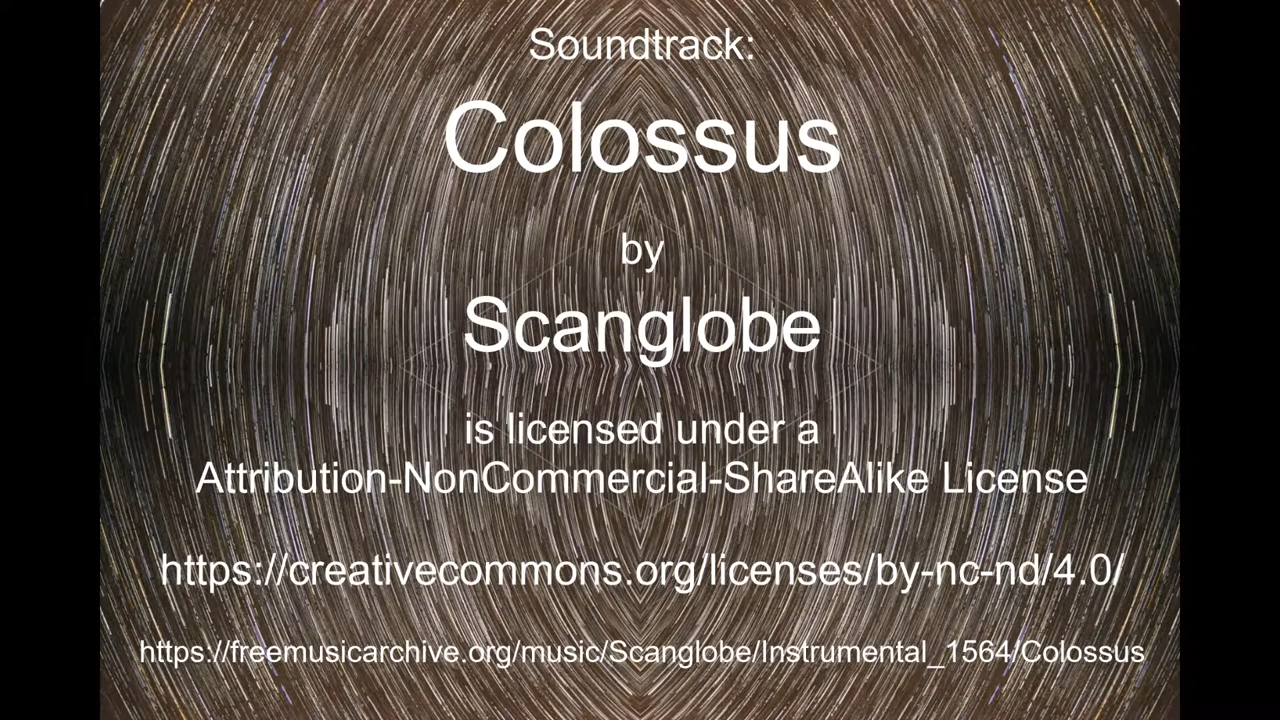 Soundtrack:
Colossus
by
Scanglobe
is licensed under a
Attribution-NonCommercial-ShareAlike License
https://creativecommons.org/licenses/by-nc-nd/4.0/
https://freemusicarchive.org/music/Scanglobe/Instrumental_1564/Colossus